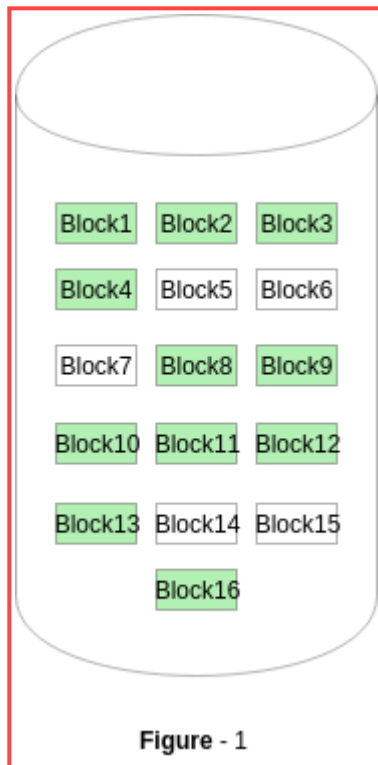 Block1 Block2 Block3
Block4 Block5 Block6
Block7 Block8 Block9
Block10 Block11 Block12
Block13 Block14 Block15
Block16
Figure - 1